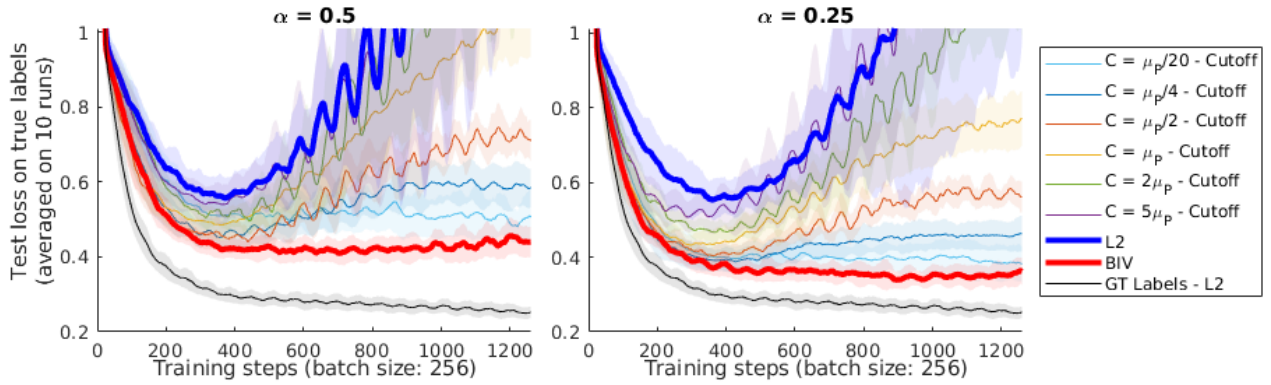 α = 0.5
α = 0.25
Test loss on true labels
(averaged on 10 runs)
1
0.8
0.6
0.4
0.2
0 200 400 600 800 1000 1200
Training steps (batch size: 256)
1
0.8
0.6
0.4
0.2
0 200 400 600 800 1000 1200
Training steps (batch size: 256)
C = μP/20 - Cutoff
C = μP/4 - Cutoff
C = μP/2 - Cutoff
C = μP - Cutoff
C = 2μP - Cutoff
C = 5μP - Cutoff
L2
BIV
GT Labels - L2